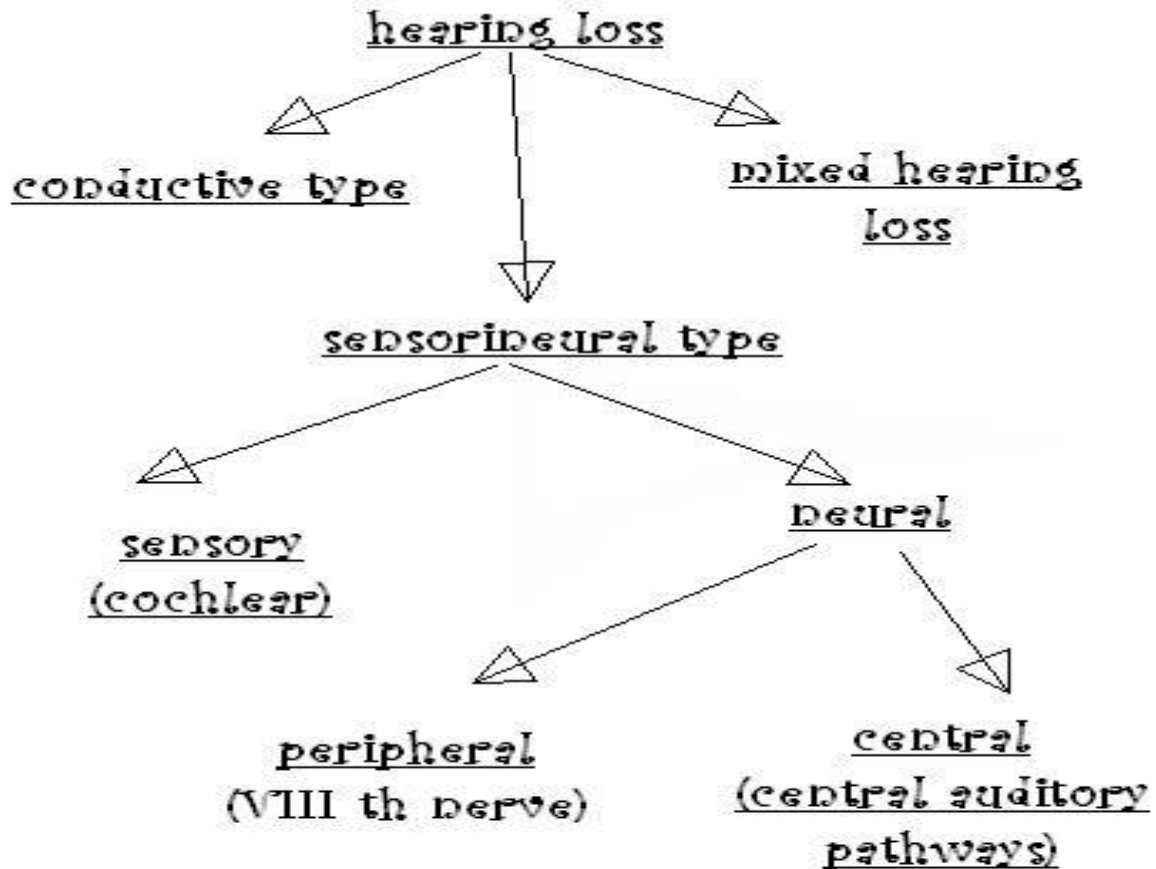 hearing loss
conductive type
mixed hearing
loss
sensorineural type
sensory
(cochlear)
neural
peripheral
(VIII th nerve)
central
(central auditory
pathways)